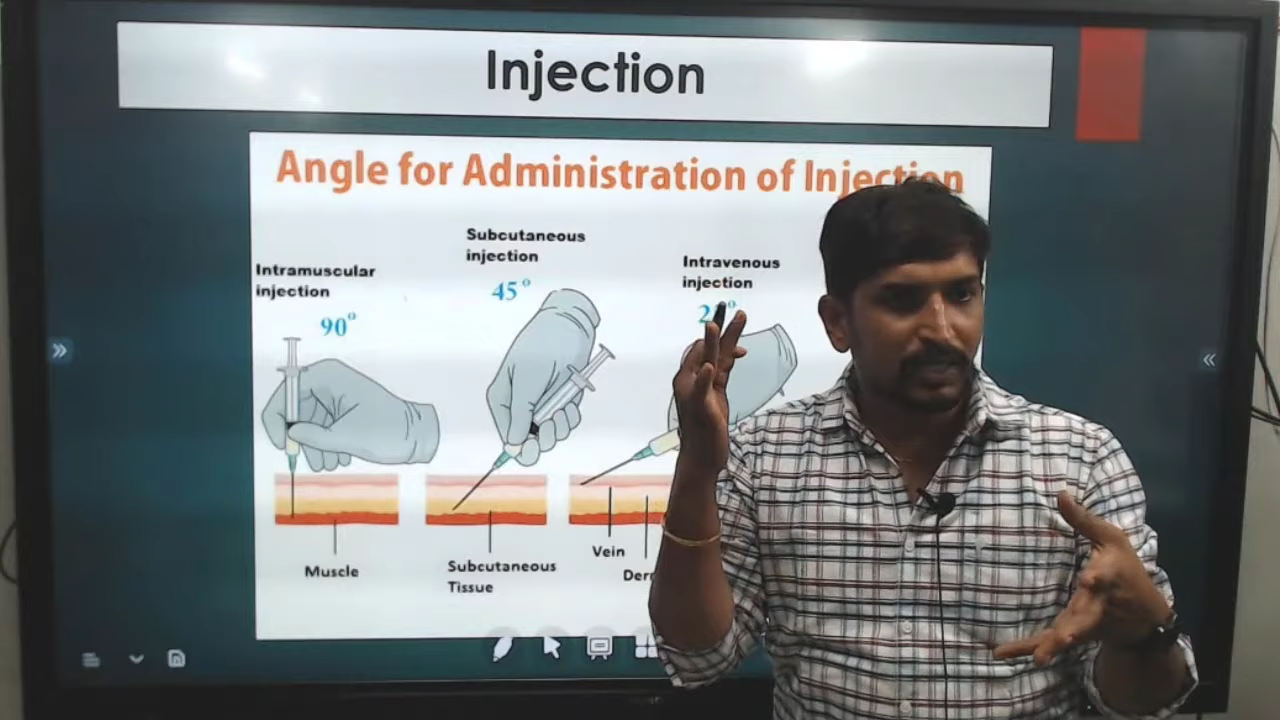 Injection
Angle for Administration of Injection
Intramuscular
injection
90°
Subcutaneous
injection
45°
Intravenous
injection
Muscle
Subcutaneous
Tissue
Vein